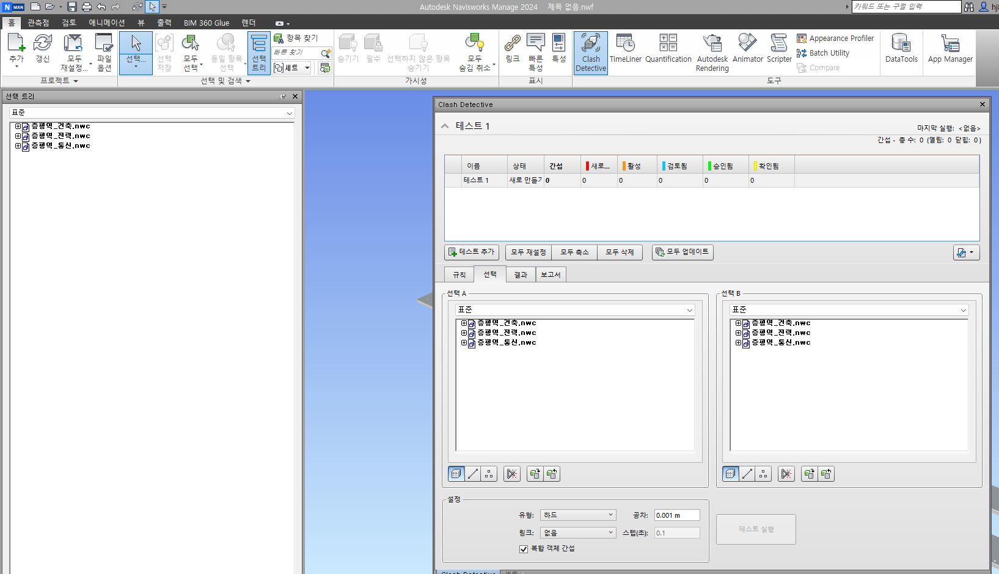 N MAN
Autodesk Navisworks Manage 2024 제목 없음.nwf
키워드 또는 구절 입력
홈 관측점 검토 애니메이션 뷰 출력 BIM 360 Glue 렌더
추가
갱신
모두
재설정...
파일
옵션
프로젝트
선택...
선택
저장
모두
선택
동일 항목
선택
선택
트리
항목 찾기
빠른 찾기
세트
선택 및 검색
숨기기
필수
선택하지 않은 항목
숨기기
모두
숨김 취소
가시성
링크
빠른
특성
특성
표시
Clash
Detective
TimeLiner
Quantification
Autodesk
Rendering
Animator
Scripter
Appearance Profiler
Batch Utility
Compare
도구
DataTools
App Manager
선택 트리
표준
증평역_건축.nwc
증평역_전력.nwc
증평역_통신.nwc
Clash Detective
테스트 1
마지막 실행: <없음>
간섭 - 총 수: 0 (열림: 0 닫힘: 0)
이름 상태 간섭 새로... 활성 검토됨 승인됨 확인됨
테스트 1 새로 만들기 0 0 0 0 0 0
테스트 추가 모두 재설정 모두 축소 모두 삭제 모두 업데이트
규칙 선택 결과 보고서
선택 A
표준
증평역_건축.nwc
증평역_전력.nwc
증평역_통신.nwc
선택 B
표준
증평역_건축.nwc
증평역_전력.nwc
증평역_통신.nwc
설정
유형: 하드 공차: 0.001 m
링크: 없음 스텝(초): 0.1
복합 객체 간섭
테스트 실행
Clash Detective